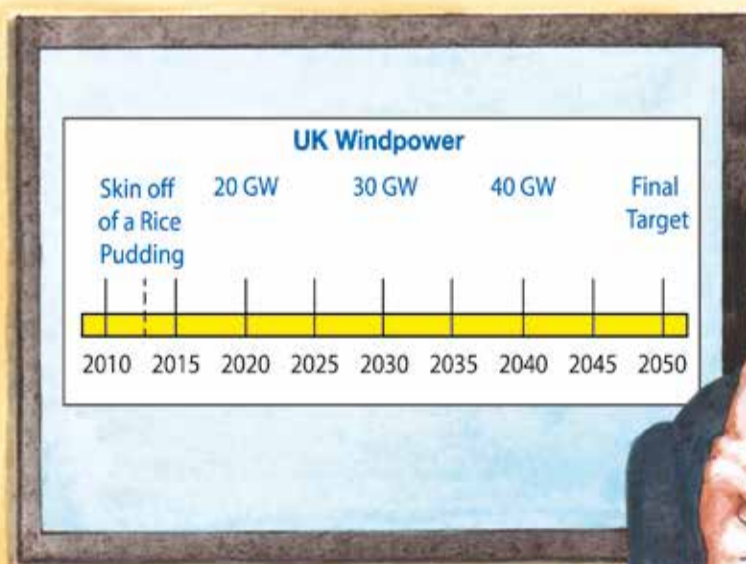 UK Windpower
Skin off
of a Rice
Pudding
20 GW
30 GW
40 GW
Final
Target
2010 2015 2020 2025 2030 2035 2040 2045 2050